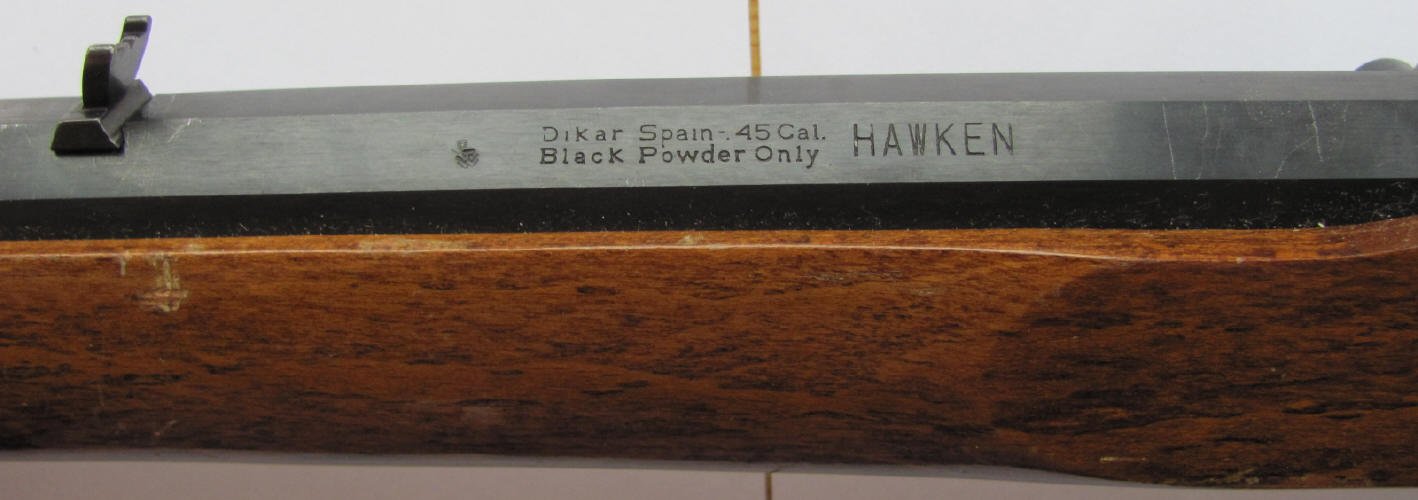 Dikar Spain-.45 Cal. HAWKEN
Black Powder Only